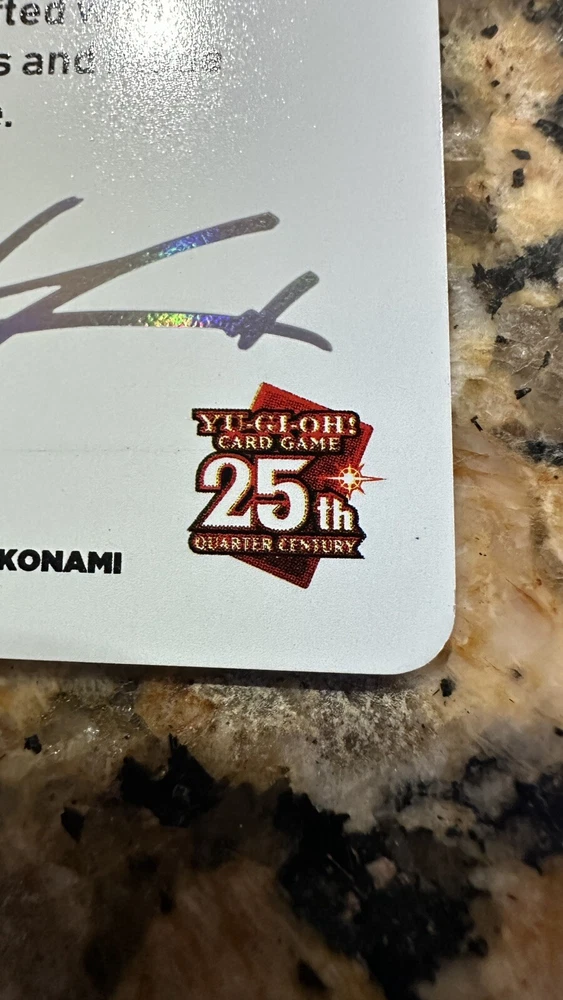 s and
KONAMI
YU-GI-OH!
CARD GAME
25th
QUARTER CENTURY